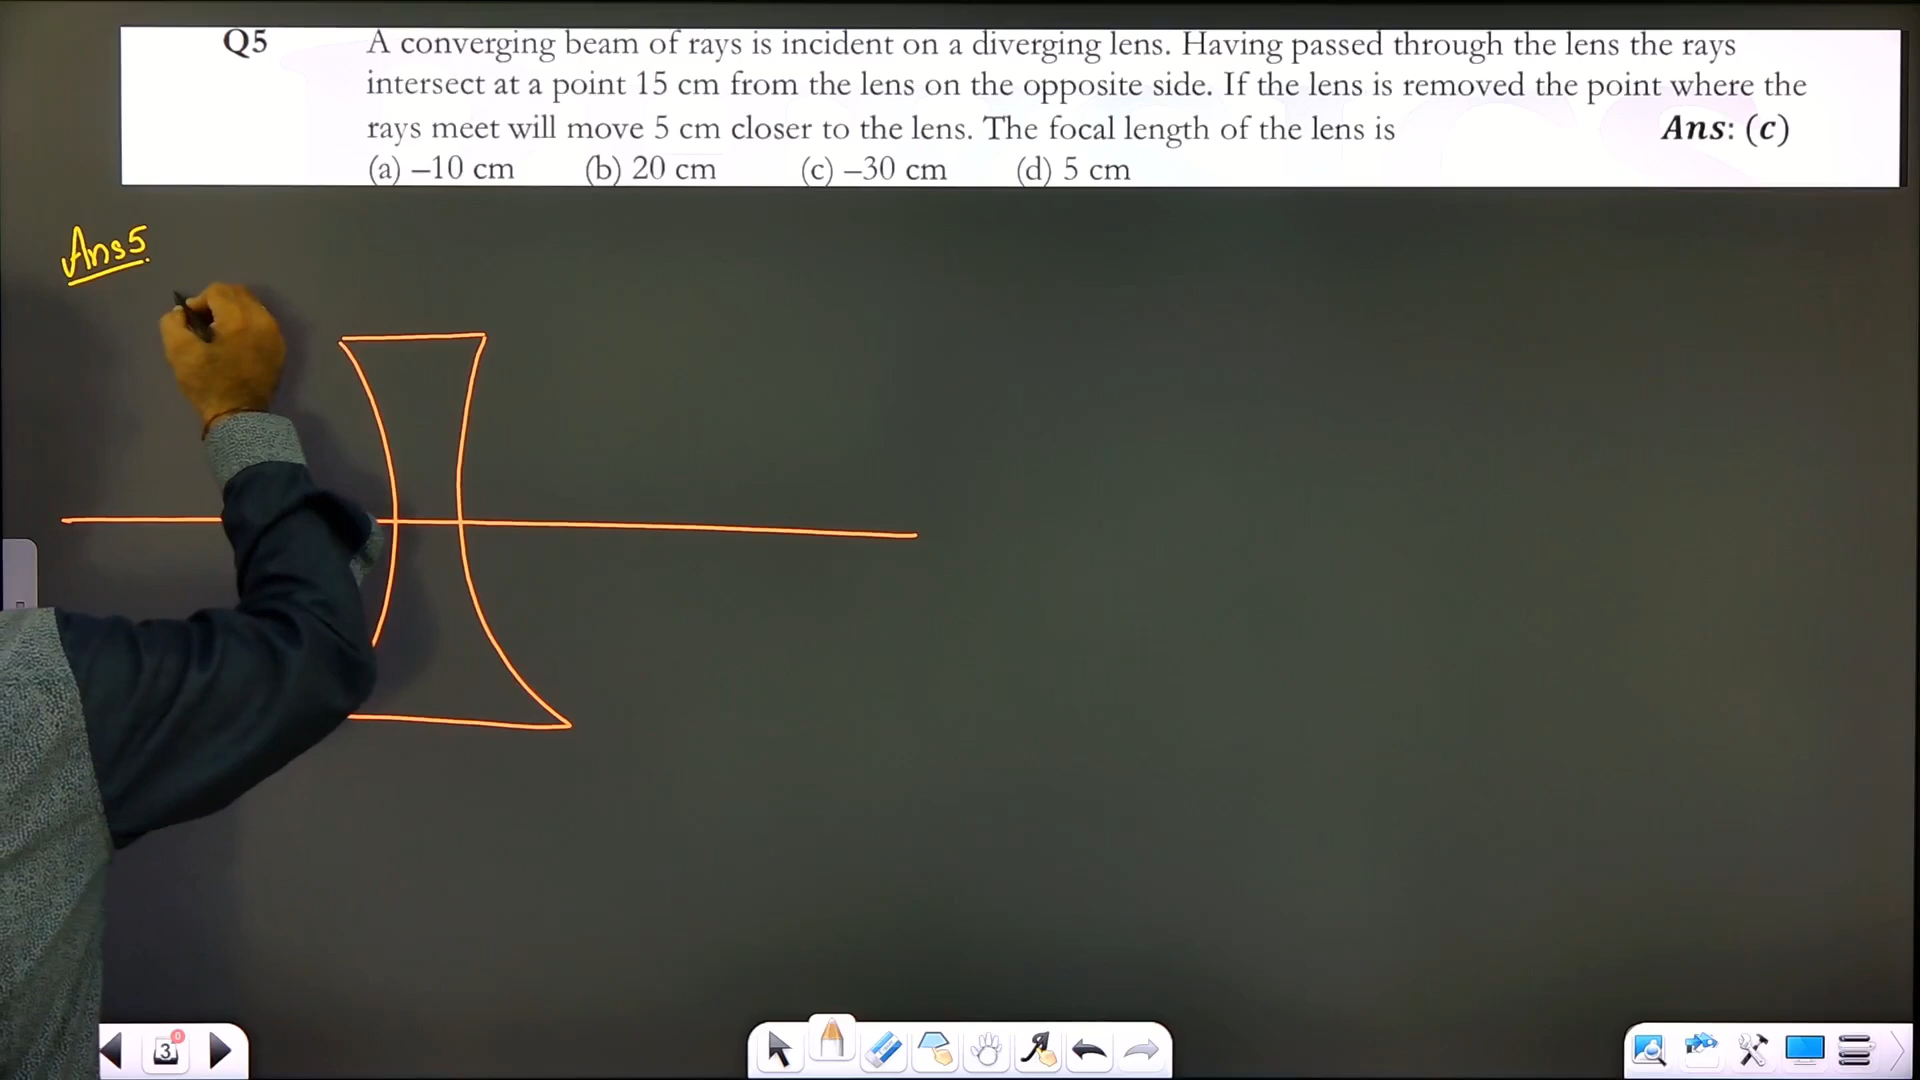 Q5 A converging beam of rays is incident on a diverging lens. Having passed through the lens the rays
intersect at a point 15 cm from the lens on the opposite side. If the lens is removed the point where the
rays meet will move 5 cm closer to the lens. The focal length of the lens is Ans: (c)
(a) –10 cm (b) 20 cm (c) –30 cm (d) 5 cm
Ans 5
3 0